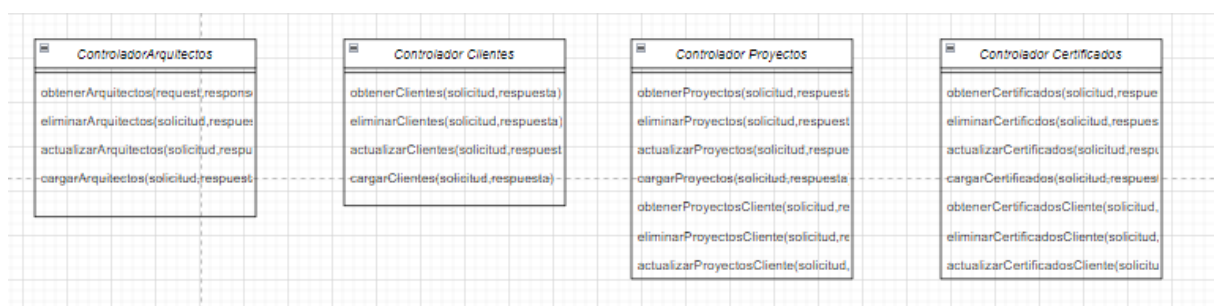 ControladorArquitectos
obtenerArquitectos(request,respons
eliminarArquitectos(solicitud,respues
actualizarArquitectos(solicitud,respu
cargarArquitectos(solicitud,respuest
Controlador Clientes
obtenerClientes(solicitud,respuesta)
eliminarClientes(solicitud,respuesta)
actualizarClientes(solicitud,respuest
cargarClientes(solicitud,respuesta)
Controlador Proyectos
obtenerProyectos(solicitud,respuest
eliminarProyectos(solicitud,respuest
actualizarProyectos(solicitud,respue
cargarProyectos(solicitud,respuesta
obtenerProyectosCliente(solicitud,re
eliminarProyectosCliente(solicitud,re
actualizarProyectosCliente(solicitud,
Controlador Certificados
obtenerCertificados(solicitud,respue
eliminarCertificdos(solicitud,respues
actualizarCertificados(solicitud,respu
cargarCertificados(solicitud,respuest
obtenerCertificadosCliente(solicitud,
eliminarCertificadosCliente(solicitud,
actualizarCertificadosCliente(solicitu